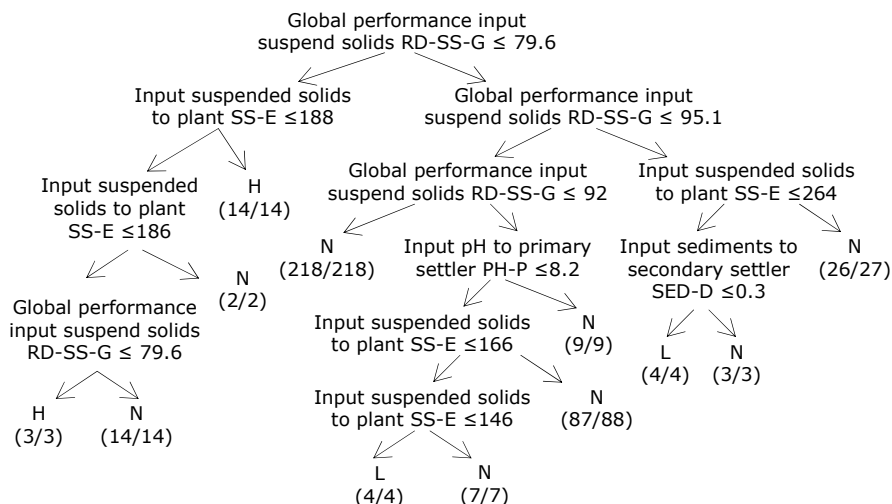 Global performance input
suspend solids RD-SS-G ≤ 79.6
Input suspended solids
to plant SS-E ≤188
Global performance input
suspend solids RD-SS-G ≤ 95.1
Input suspended
solids to plant
SS-E ≤186
H
(14/14)
Global performance input
suspend solids RD-SS-G ≤ 92
Input suspended solids
to plant SS-E ≤264
Global performance
input suspend solids
RD-SS-G ≤ 79.6
N
(2/2)
N
(218/218)
Input pH to primary
settler PH-P ≤8.2
Input sediments to
secondary settler
SED-D ≤0.3
N
(26/27)
Input suspended solids
to plant SS-E ≤166
N
(9/9)
L
(4/4)
N
(3/3)
H
(3/3)
N
(14/14)
Input suspended solids
to plant SS-E ≤146
N
(87/88)
L
(4/4)
N
(7/7)